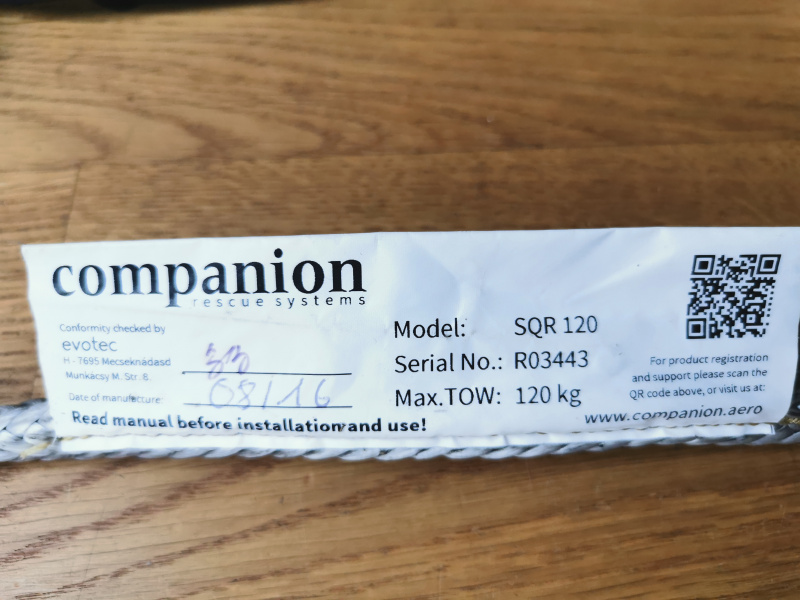 companion
rescue systems
Conformity checked by
evotec
H - 7695 Mecseknádasd
Munkácsy M. Str. 8.
Date of manufacture:
08/16
Read manual before installation and use!
Model: SQR 120
Serial No.: R03443
Max.TOW: 120 kg
For product registration
and support please scan the
QR code above, or visit us at:
www.companion.aero